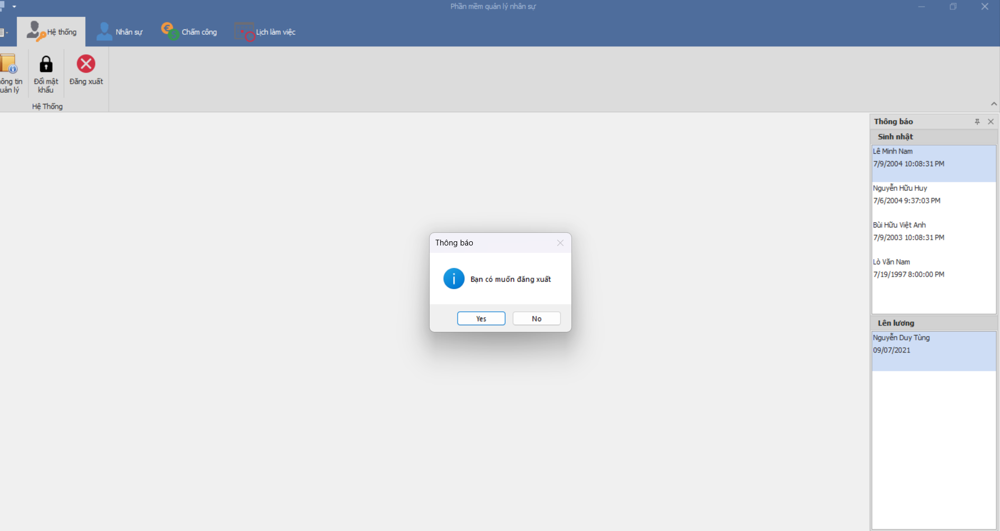 Phần mềm quản lý nhân sự
Hệ thống
Nhân sự
Chấm công
Lịch làm việc
ông tin
uản lý
Đổi mật
khẩu
Đăng xuất
Hệ Thống
Thông báo
Sinh nhật
Lê Minh Nam
7/9/2004 10:08:31 PM
Nguyễn Hữu Huy
7/6/2004 9:37:03 PM
Bùi Hữu Việt Anh
7/9/2003 10:08:31 PM
Lò Văn Nam
7/19/1997 8:00:00 PM
Lên lương
Nguyễn Duy Tùng
09/07/2021
Thông báo
Bạn có muốn đăng xuất
Yes
No